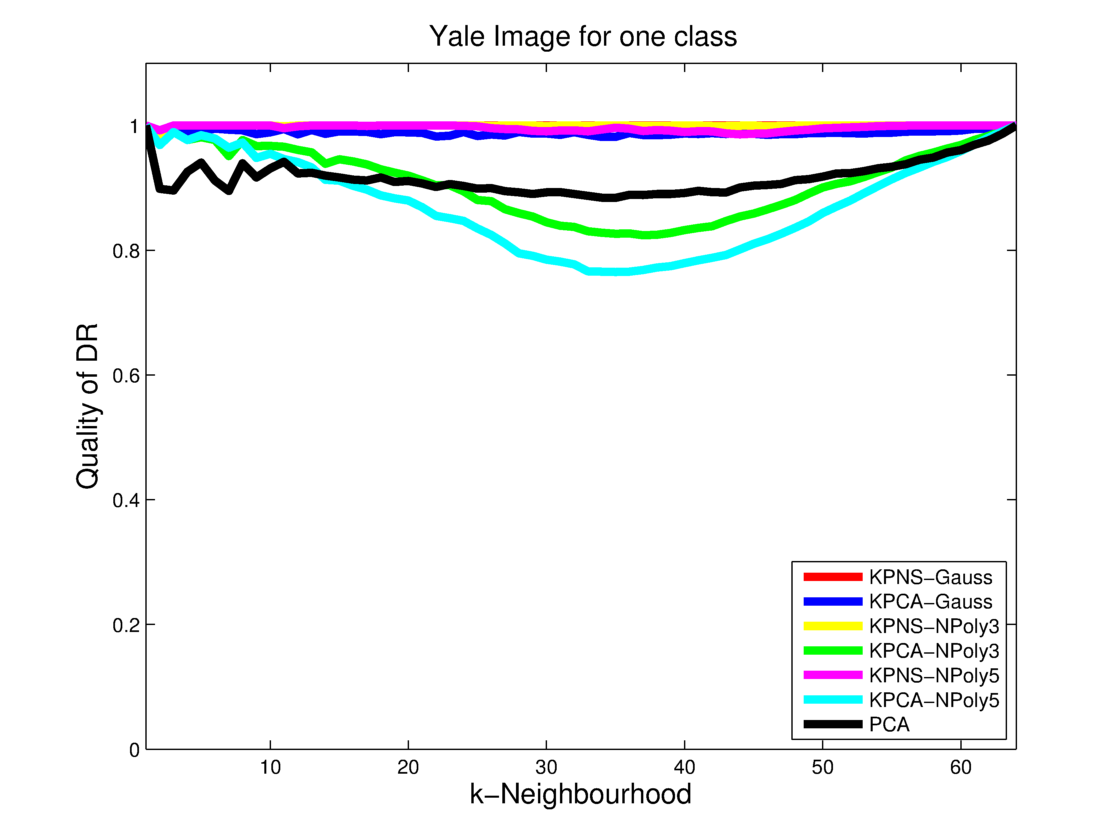 Yale Image for one class
Quality of DR
1
0.8
0.6
0.4
0.2
0
10 20 30 40 50 60
k−Neighbourhood
KPNS−Gauss
KPCA−Gauss
KPNS−NPoly3
KPCA−NPoly3
KPNS−NPoly5
KPCA−NPoly5
PCA